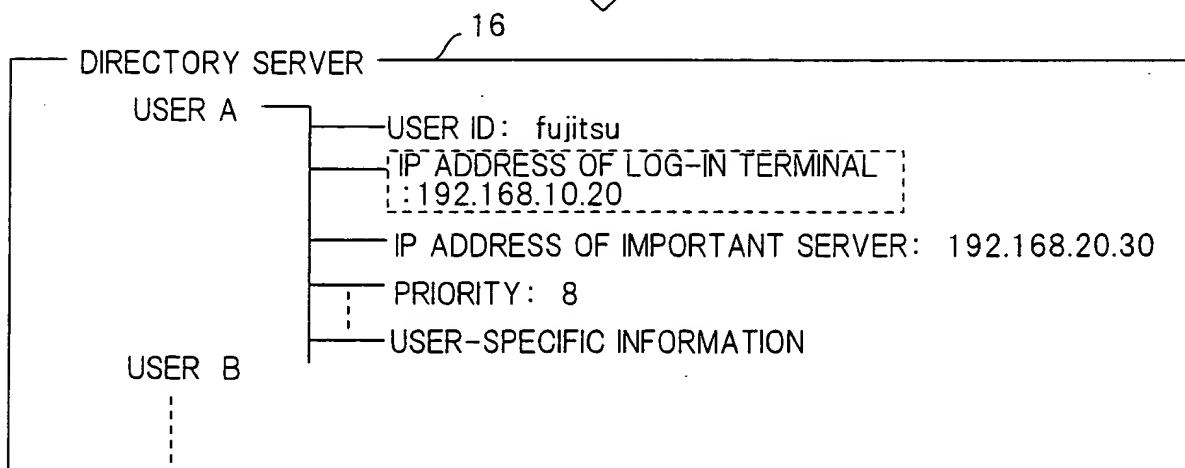 16
DIRECTORY SERVER
USER A
USER ID: fujitsu
IP ADDRESS OF LOG-IN TERMINAL
:192.168.10.20
IP ADDRESS OF IMPORTANT SERVER: 192.168.20.30
PRIORITY: 8
USER-SPECIFIC INFORMATION
USER B